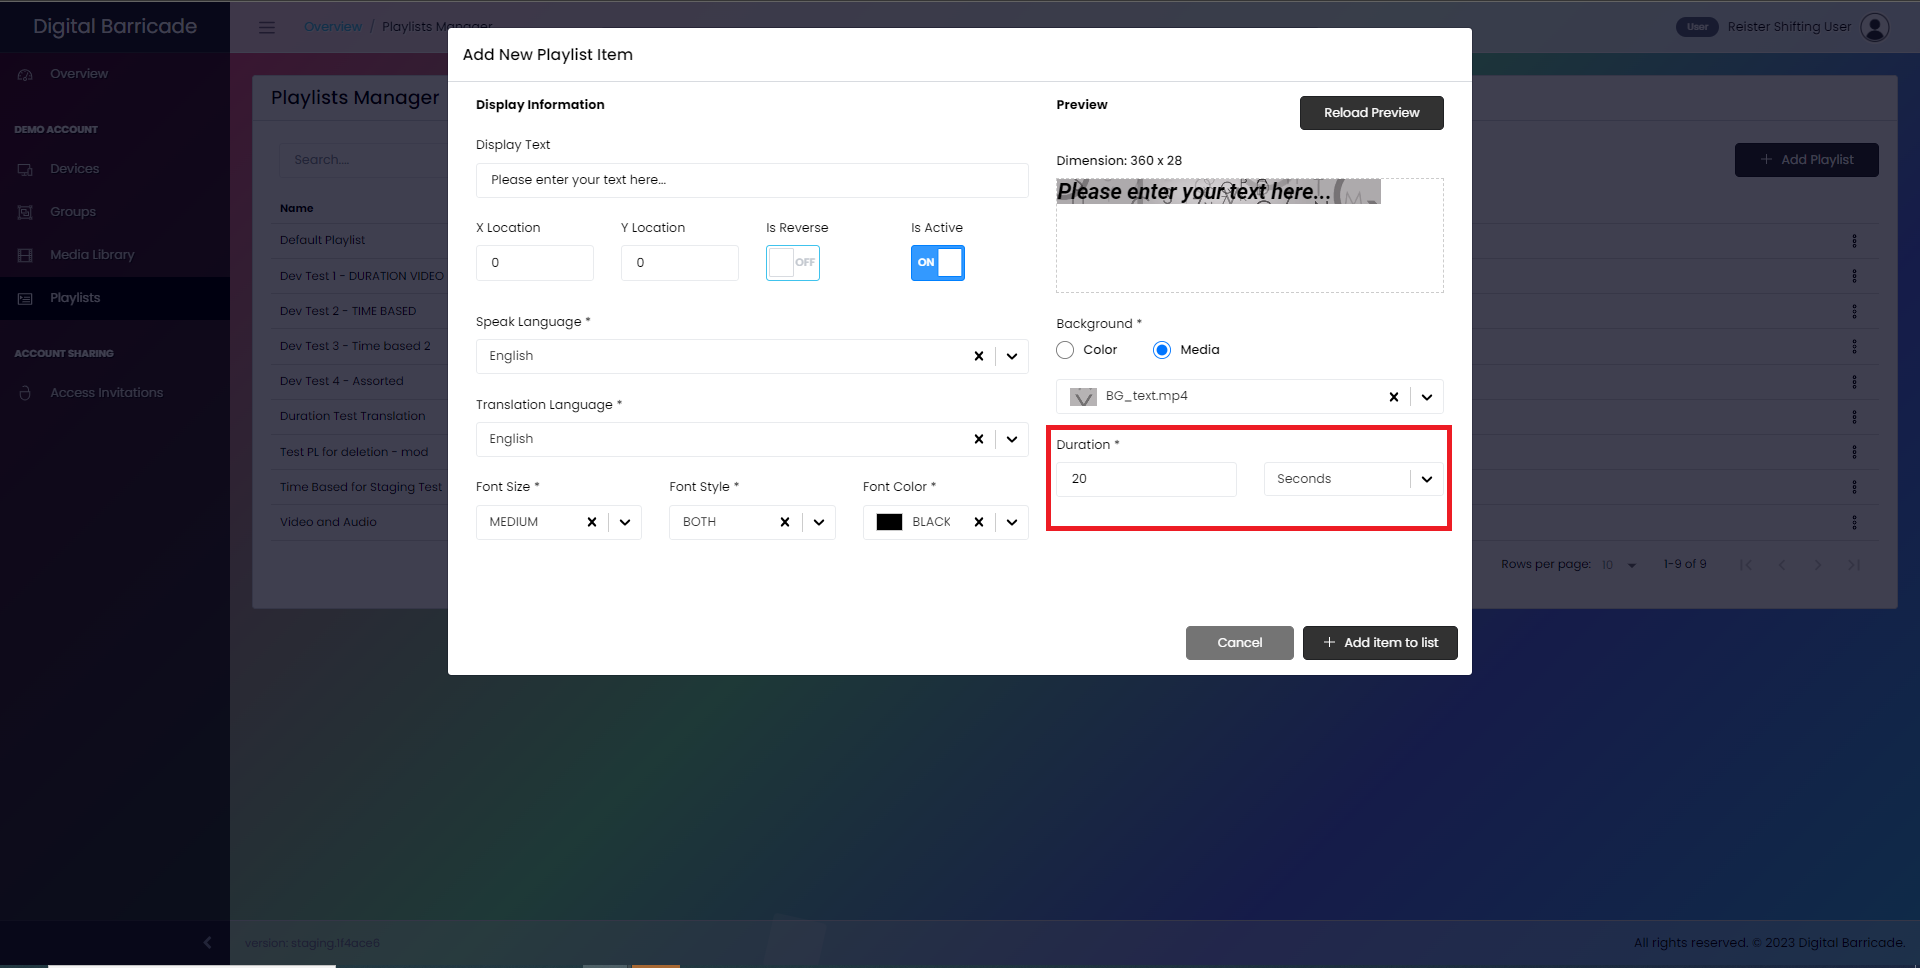 Digital Barricade
Overview / Playlists Manager
User Reister Shifting User
Overview
DEMO ACCOUNT
Devices
Groups
Media Library
Playlists
ACCOUNT SHARING
Access Invitations
Playlists Manager
Search...
Add Playlist
Name
Default Playlist
Dev Test 1 - DURATION VIDEO
Dev Test 2 - TIME BASED
Dev Test 3 - Time based 2
Dev Test 4 - Assorted
Duration Test Translation
Test PL for deletion - mod
Time Based for Staging Test
Video and Audio
Rows per page: 10 1-9 of 9
Add New Playlist Item
Display Information
Display Text
Please enter your text here...
X Location Y Location Is Reverse Is Active
0 0 OFF ON
Speak Language *
English
Translation Language *
English
Font Size * Font Style * Font Color *
MEDIUM BOTH BLACK
Preview
Reload Preview
Dimension: 360 x 28
Please enter your text here...
Background *
Color Media
BG_text.mp4
Duration *
20 Seconds
Cancel
Add item to list
version: staging.1f4ace6
All rights reserved. © 2023 Digital Barricade.